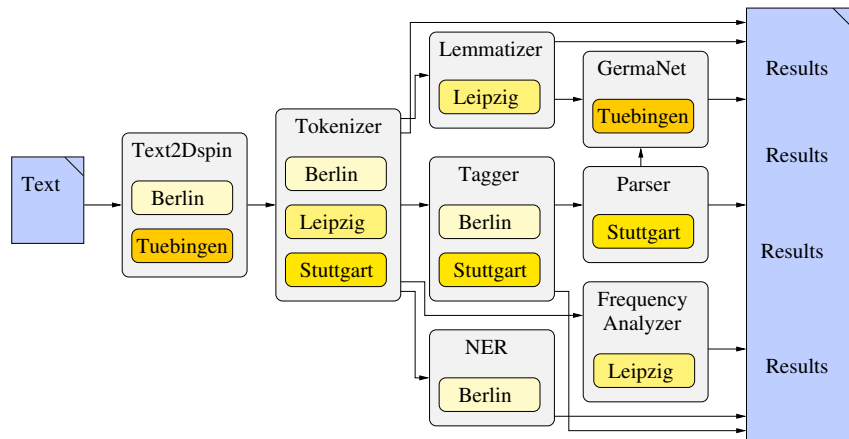 Text
Text2Dspin
Berlin
Tuebingen
Tokenizer
Berlin
Leipzig
Stuttgart
Lemmatizer
Leipzig
Tagger
Berlin
Stuttgart
NER
Berlin
GermaNet
Tuebingen
Parser
Stuttgart
Frequency
Analyzer
Leipzig
Results
Results
Results
Results